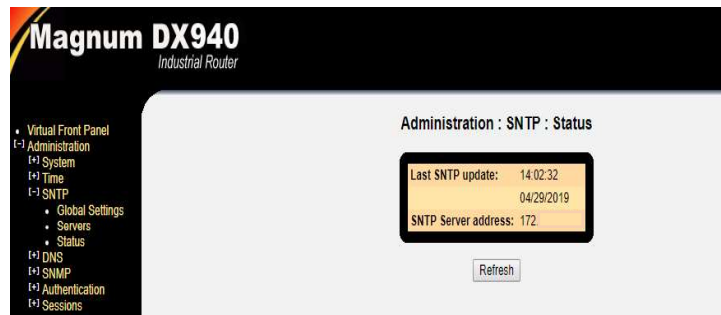 Magnum DX940
Industrial Router
Virtual Front Panel
[-] Administration
[+] System
[+] Time
[-] SNTP
Global Settings
Servers
Status
[+] DNS
[+] SNMP
[+] Authentication
[+] Sessions
Administration : SNTP : Status
Last SNTP update: 14:02:32
04/29/2019
SNTP Server address: 172
Refresh